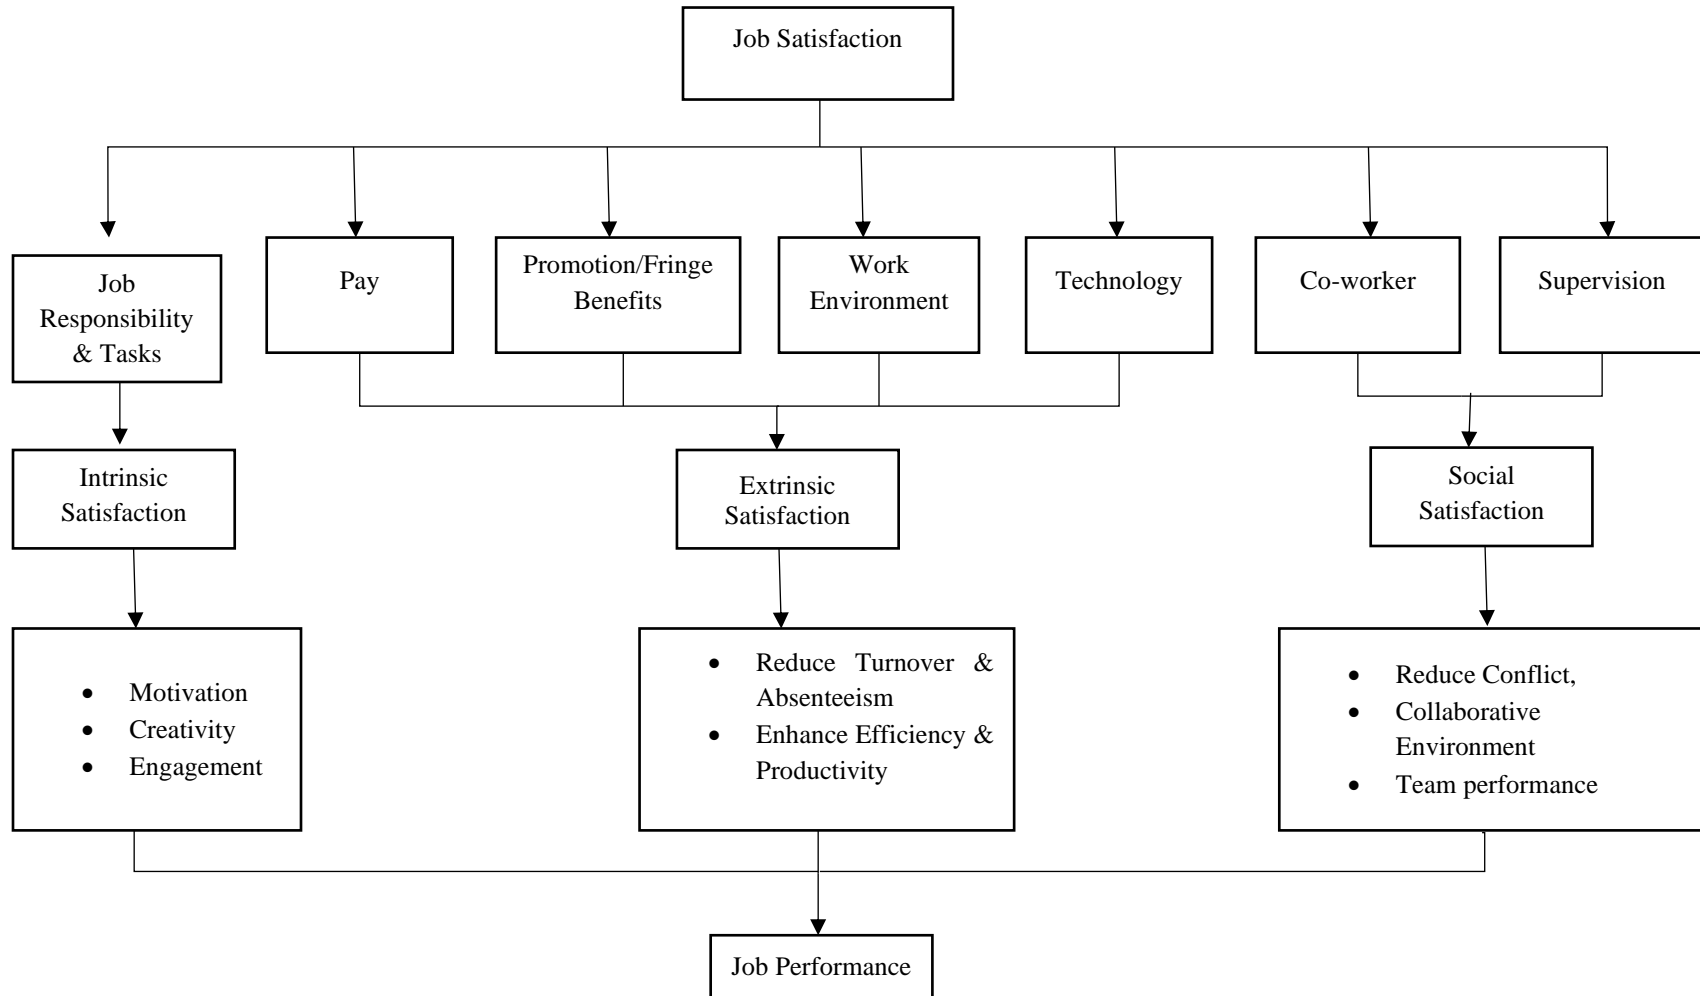 Job Satisfaction
Job
Responsibility
& Tasks
Pay
Promotion/Fringe
Benefits
Work
Environment
Technology
Co-worker
Supervision
Intrinsic
Satisfaction
Extrinsic
Satisfaction
Social
Satisfaction
• Motivation
• Creativity
• Engagement
• Reduce Turnover &
Absenteeism
• Enhance Efficiency &
Productivity
• Reduce Conflict,
• Collaborative
Environment
• Team performance
Job Performance